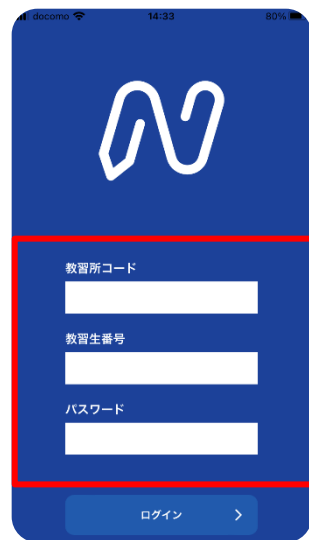 docomo 14:33 80%
教習所コード
教習生番号
パスワード
ログイン